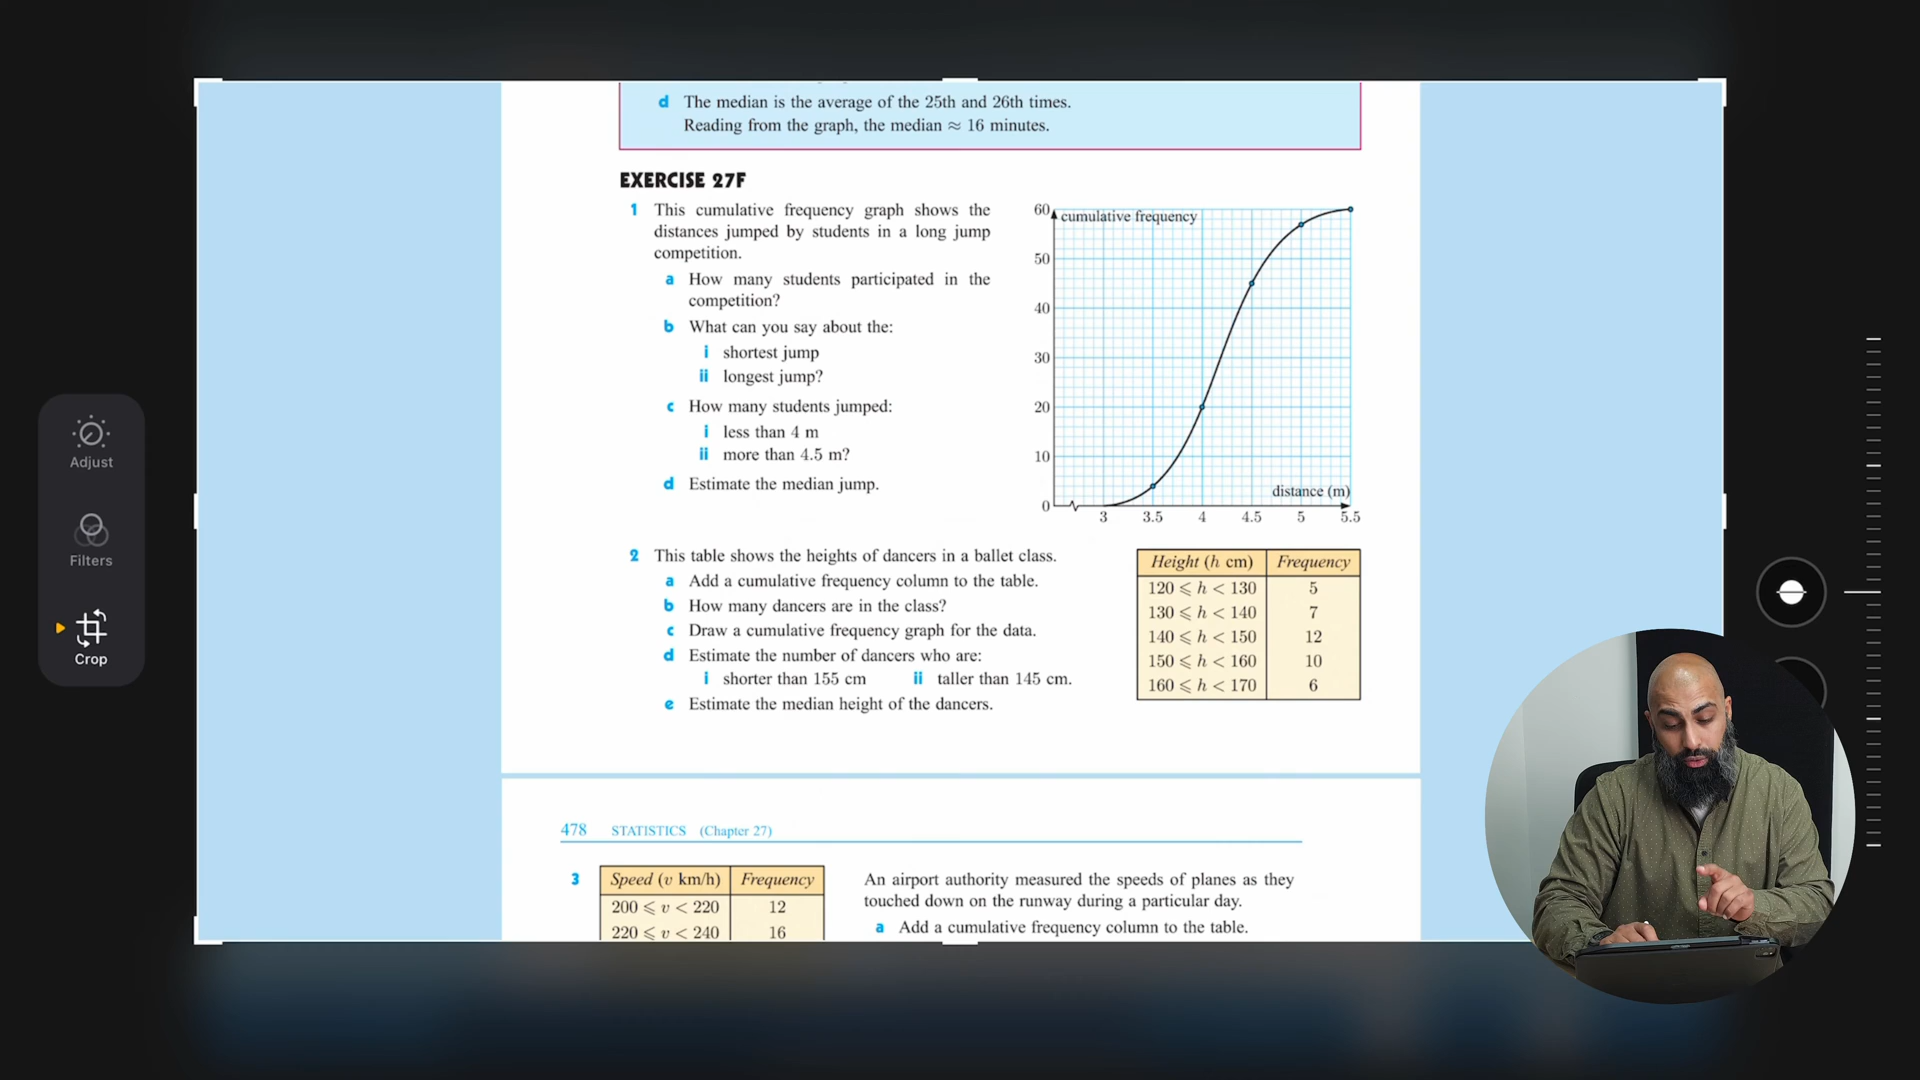 d The median is the average of the 25th and 26th times.
Reading from the graph, the median ≈ 16 minutes.
EXERCISE 27F
1 This cumulative frequency graph shows the
distances jumped by students in a long jump
competition.
a How many students participated in the
competition?
b What can you say about the:
i shortest jump
ii longest jump?
c How many students jumped:
i less than 4 m
ii more than 4.5 m?
d Estimate the median jump.
60 cumulative frequency
50
40
30
20
10
0
distance (m)
3 3.5 4 4.5 5 5.5
2 This table shows the heights of dancers in a ballet class.
a Add a cumulative frequency column to the table.
b How many dancers are in the class?
c Draw a cumulative frequency graph for the data.
d Estimate the number of dancers who are:
i shorter than 155 cm ii taller than 145 cm.
e Estimate the median height of the dancers.
Height (h cm) Frequency
120 ⩽ h < 130 5
130 ⩽ h < 140 7
140 ⩽ h < 150 12
150 ⩽ h < 160 10
160 ⩽ h < 170 6
478 STATISTICS (Chapter 27)
3 Speed (v km/h) Frequency
200 ⩽ v < 220 12
220 ⩽ v < 240 16
An airport authority measured the speeds of planes as they
touched down on the runway during a particular day.
a Add a cumulative frequency column to the table.
Adjust
Filters
Crop